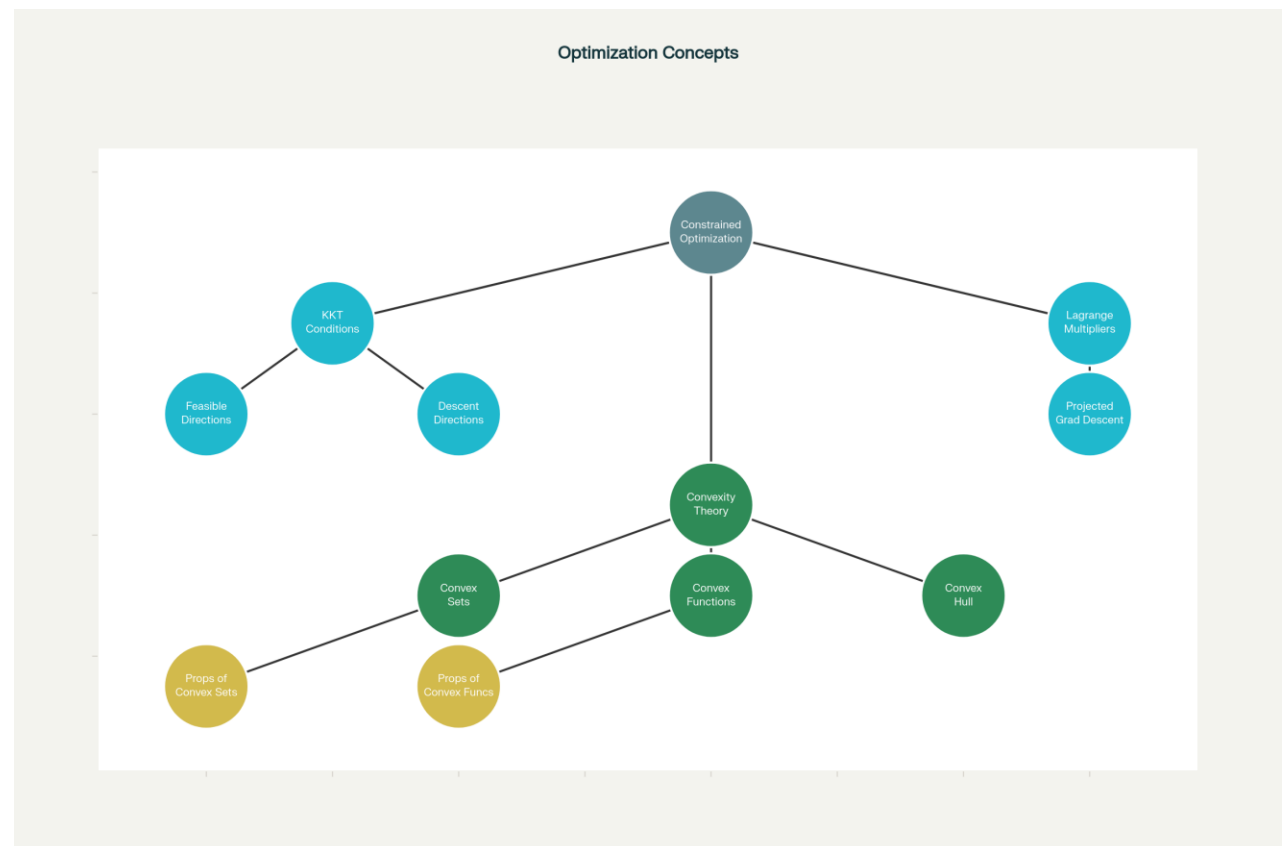 Optimization Concepts
Constrained
Optimization
KKT
Conditions
Lagrange
Multipliers
Feasible
Directions
Descent
Directions
Projected
Grad Descent
Convexity
Theory
Convex
Sets
Convex
Functions
Convex
Hull
Props of
Convex Sets
Props of
Convex Funcs